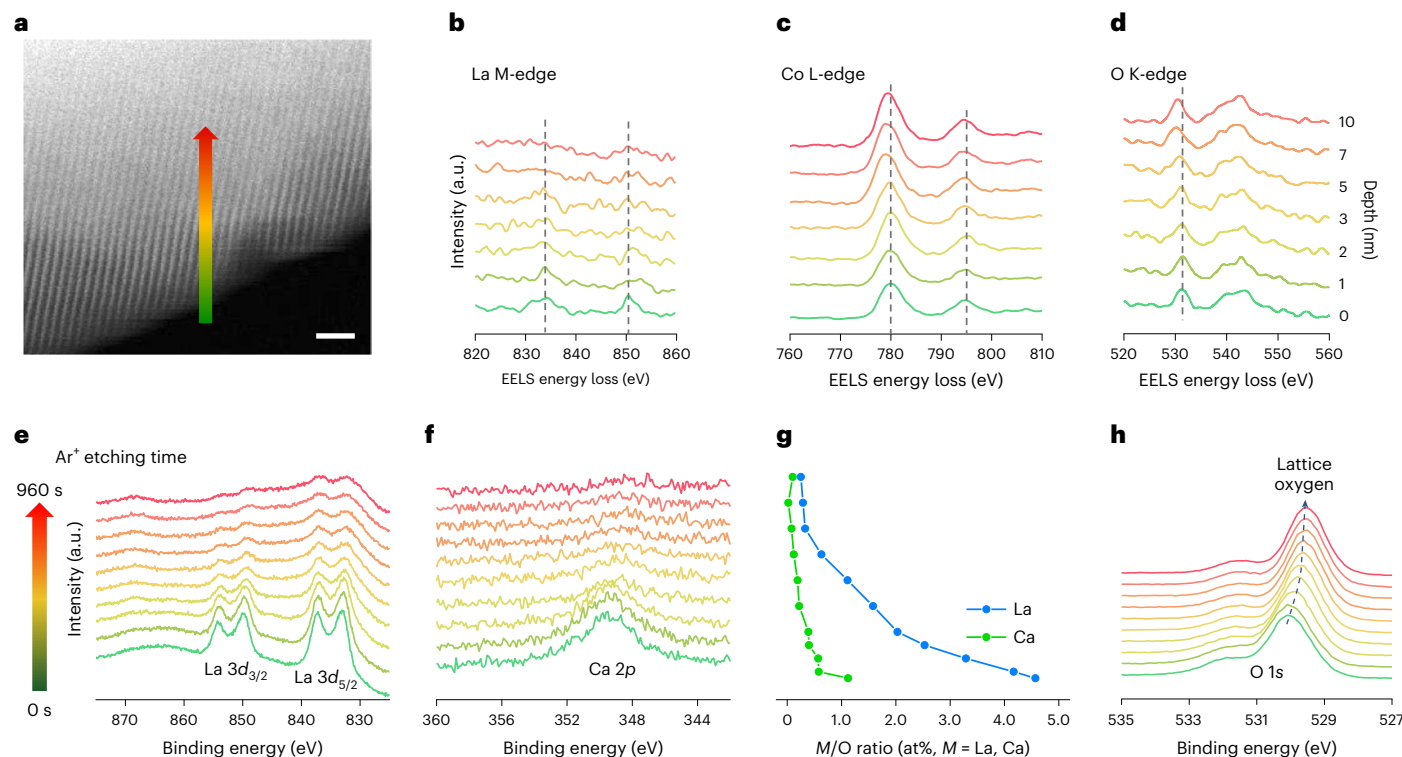 a
b
c
d
La M-edge
Co L-edge
O K-edge
Intensity (a.u.)
10
7
5
3
2
1
0
Depth (nm)
820 830 840 850 860
760 770 780 790 800 810
520 530 540 550 560
EELS energy loss (eV)
EELS energy loss (eV)
EELS energy loss (eV)
e
f
g
h
Ar⁺ etching time
960 s
0 s
Intensity (a.u.)
La 3d₃/₂
La 3d₅/₂
Ca 2p
La
Ca
Lattice
oxygen
O 1s
870 860 850 840 830
360 356 352 348 344
0 1.0 2.0 3.0 4.0 5.0
535 533 531 529 527
Binding energy (eV)
Binding energy (eV)
M/O ratio (at%, M = La, Ca)
Binding energy (eV)